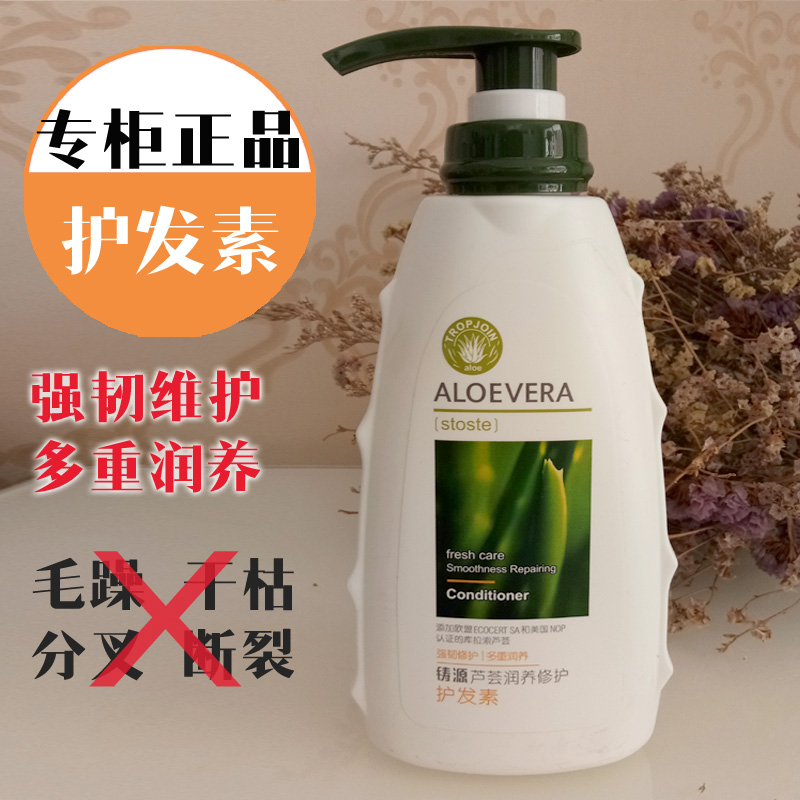 专柜正品
护发素
强韧维护
多重润养
毛躁 干枯
分叉 断裂
TROPJOIN
aloe
ALOEVERA
[stoste]
fresh care
Smoothness Repairing
Conditioner
添加欧盟ECOCERT SA和美国NOP
认证的库拉索芦荟
强韧修护|多重润养
铸源芦荟润养修护
护发素